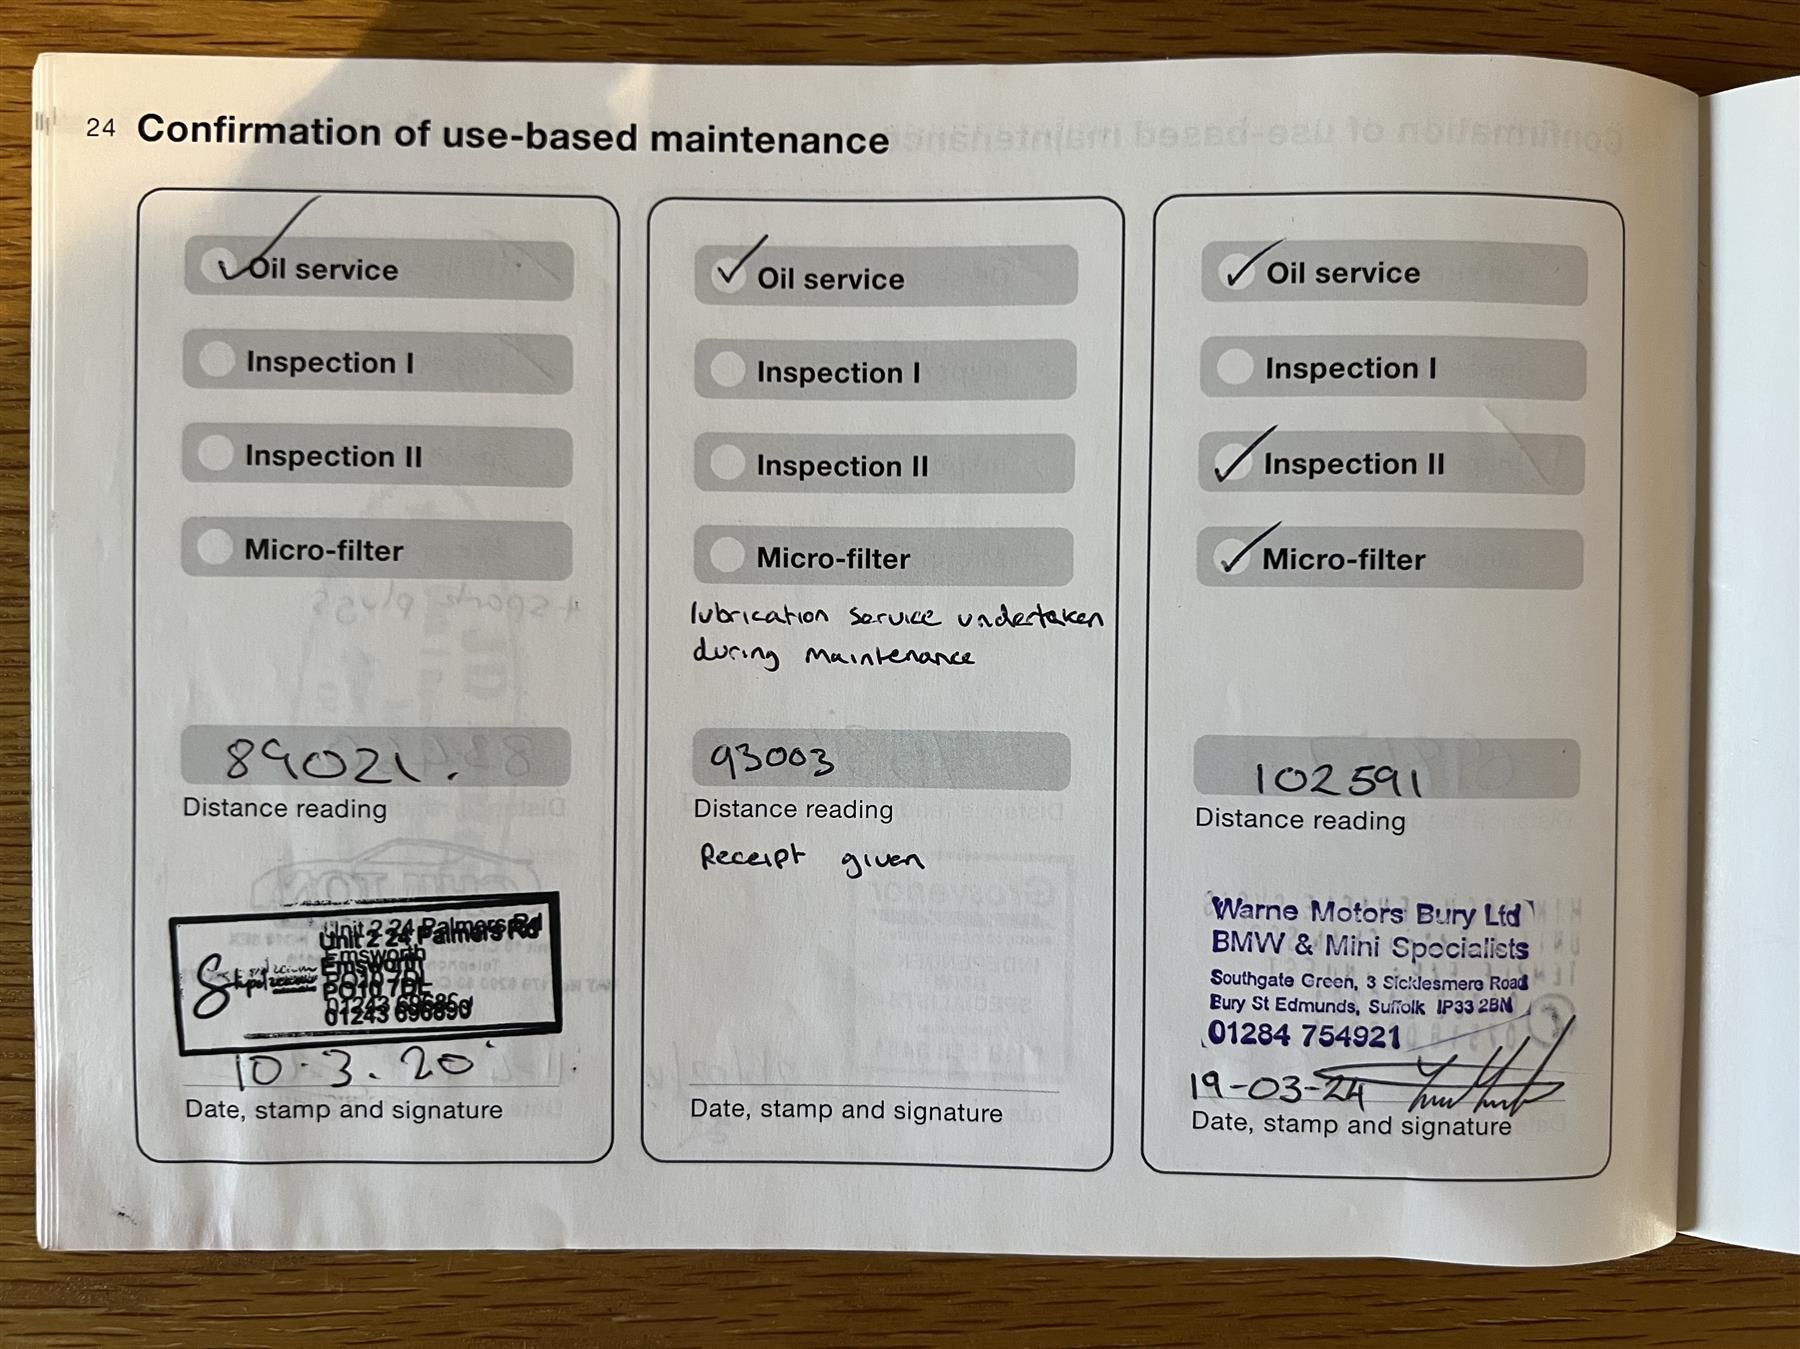 24 Confirmation of use-based maintenance
Oil service
Inspection I
Inspection II
Micro-filter
89021.
Distance reading
Unit 2 24 Palmers Rd
Emsworth
PO10 7DL
01243 696890
10.3.20
Date, stamp and signature
Oil service
Inspection I
Inspection II
Micro-filter
lubrication service undertaken
during maintenance
93003
Distance reading
Receipt given
Date, stamp and signature
Oil service
Inspection I
Inspection II
Micro-filter
102591
Distance reading
Warne Motors Bury Ltd
BMW & Mini Specialists
Southgate Green, 3 Sicklesmere Road
Bury St Edmunds, Suffolk IP33 2BN
01284 754921
19-03-24
Date, stamp and signature